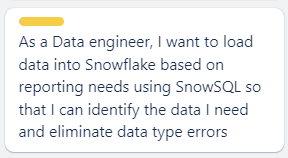 As a Data engineer, I want to load
data into Snowflake based on
reporting needs using SnowSQL so
that I can identify the data I need
and eliminate data type errors